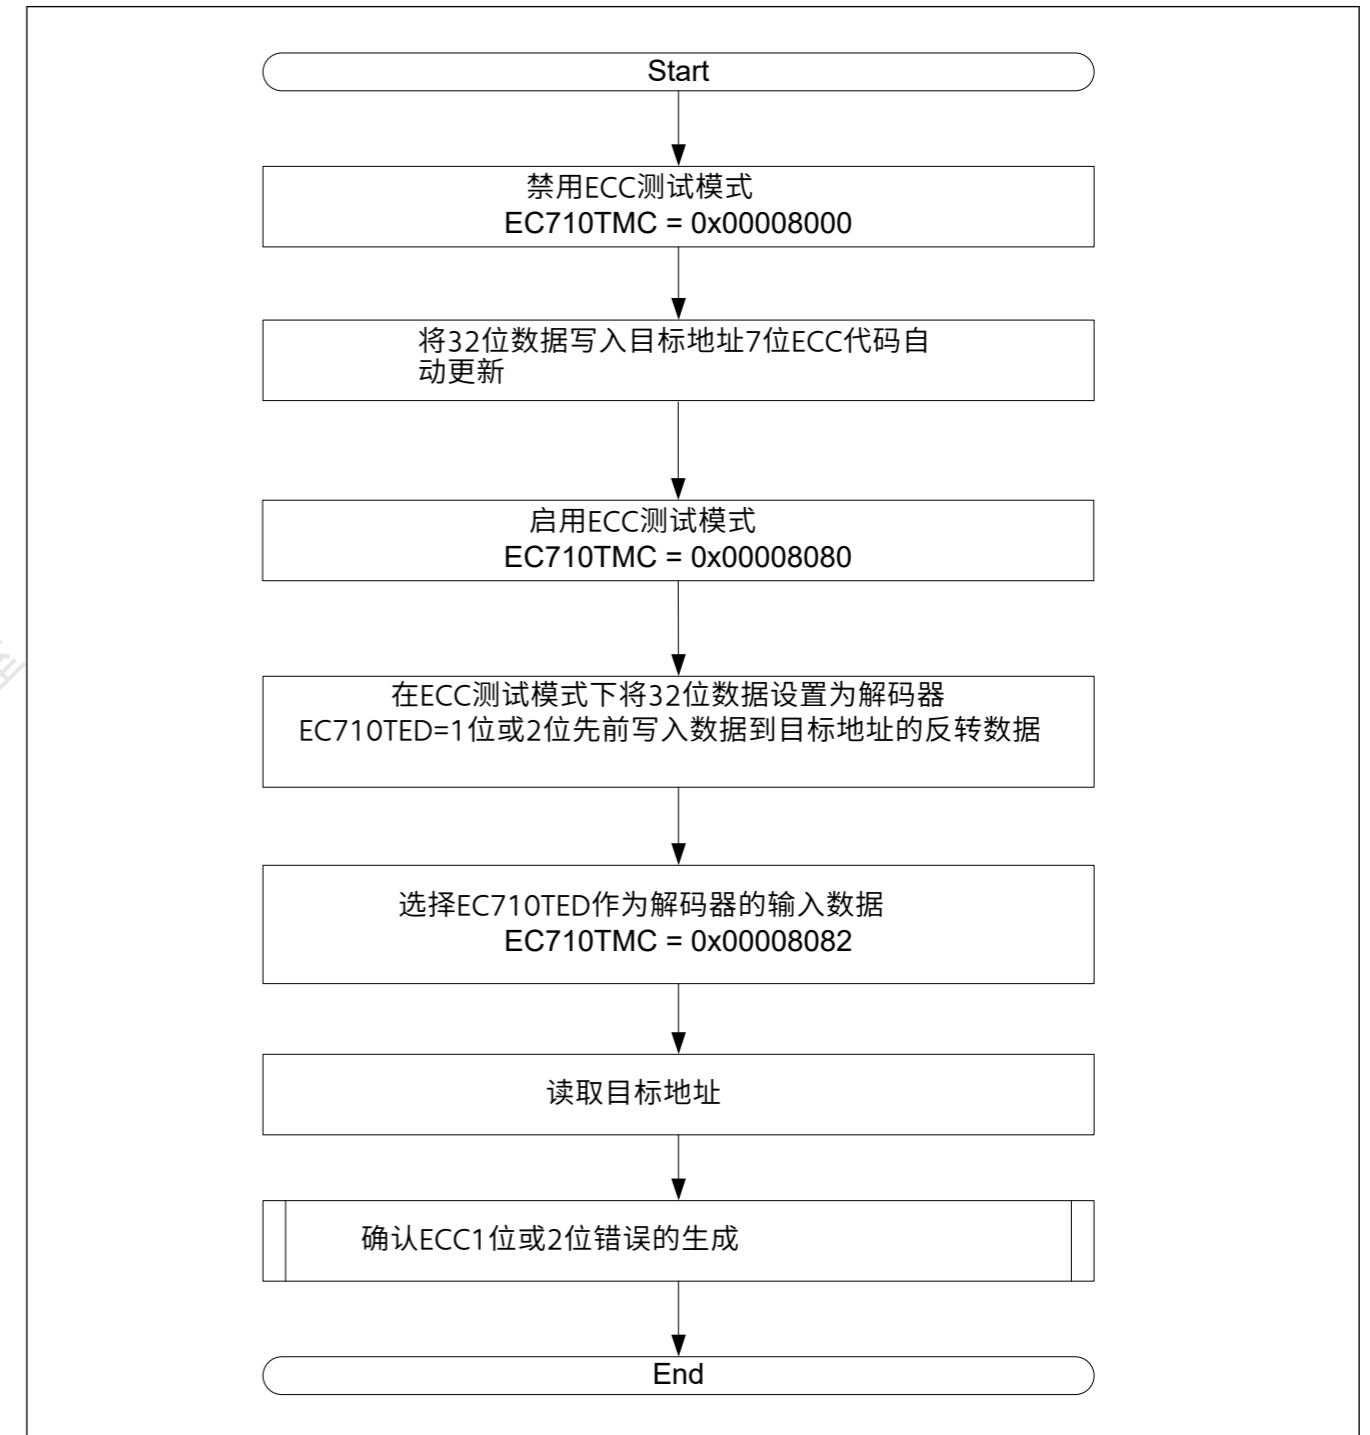 Start
禁用ECC测试模式
EC710TMC = 0x00008000
将32位数据写入目标地址7位ECC代码自
动更新
启用ECC测试模式
EC710TMC = 0x00008080
在ECC测试模式下将32位数据设置为解码器
EC710TED=1位或2位先前写入数据到目标地址的反转数据
选择EC710TED作为解码器的输入数据
EC710TMC = 0x00008082
读取目标地址
确认ECC1位或2位错误的生成
End